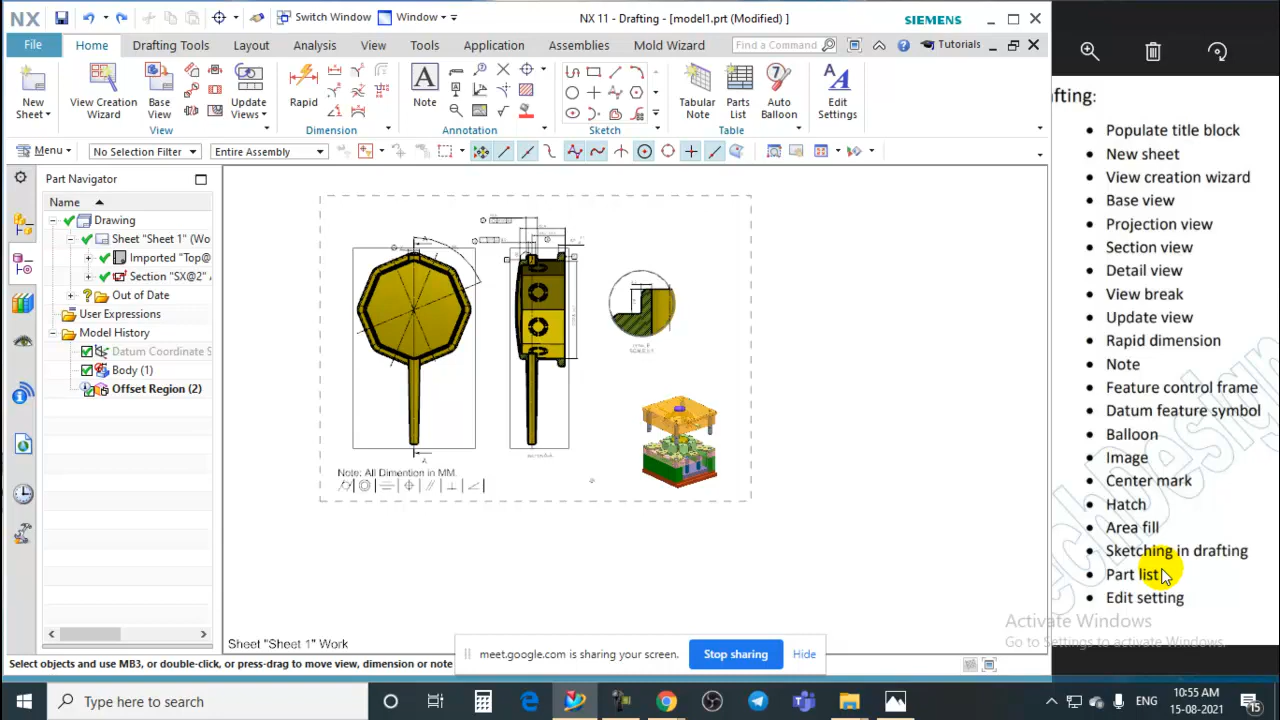 NX
Switch Window
Window
NX 11 - Drafting - [model1.prt (Modified) ]
SIEMENS
File
Home
Drafting Tools
Layout
Analysis
View
Tools
Application
Assemblies
Mold Wizard
Find a Command
Tutorials
New
Sheet
View Creation
Wizard
Base
View
Update
Views
View
Rapid
Dimension
A
Note
Annotation
Sketch
Tabular
Note
Parts
List
Auto
Balloon
Table
Edit
Settings
Menu
No Selection Filter
Entire Assembly
Part Navigator
Name
Drawing
Sheet "Sheet 1" (Wo
Imported "Top@
Section "SX@2"
Out of Date
User Expressions
Model History
Datum Coordinate S
Body (1)
Offset Region (2)
Note: All Dimention in MM.
Sheet "Sheet 1" Work
Select objects and use MB3, or double-click, or press-drag to move view, dimension or note
meet.google.com is sharing your screen.
Stop sharing
Hide
fting:
Populate title block
New sheet
View creation wizard
Base view
Projection view
Section view
Detail view
View break
Update view
Rapid dimension
Note
Feature control frame
Datum feature symbol
Balloon
Image
Center mark
Hatch
Area fill
Sketching in drafting
Part list
Edit setting
echDesign
Activate Windows
Go to Settings to activate Windows.
Type here to search
ENG
10:55 AM
15-08-2021
15